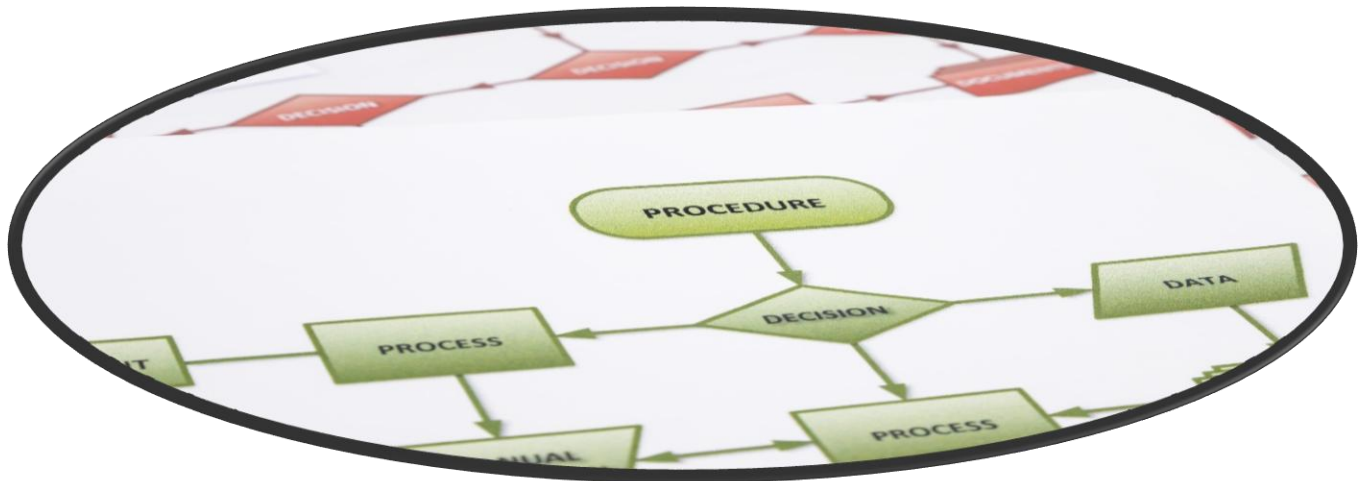 DECISION
DECISION
PROCEDURE
DATA
DECISION
PROCESS
PROCESS